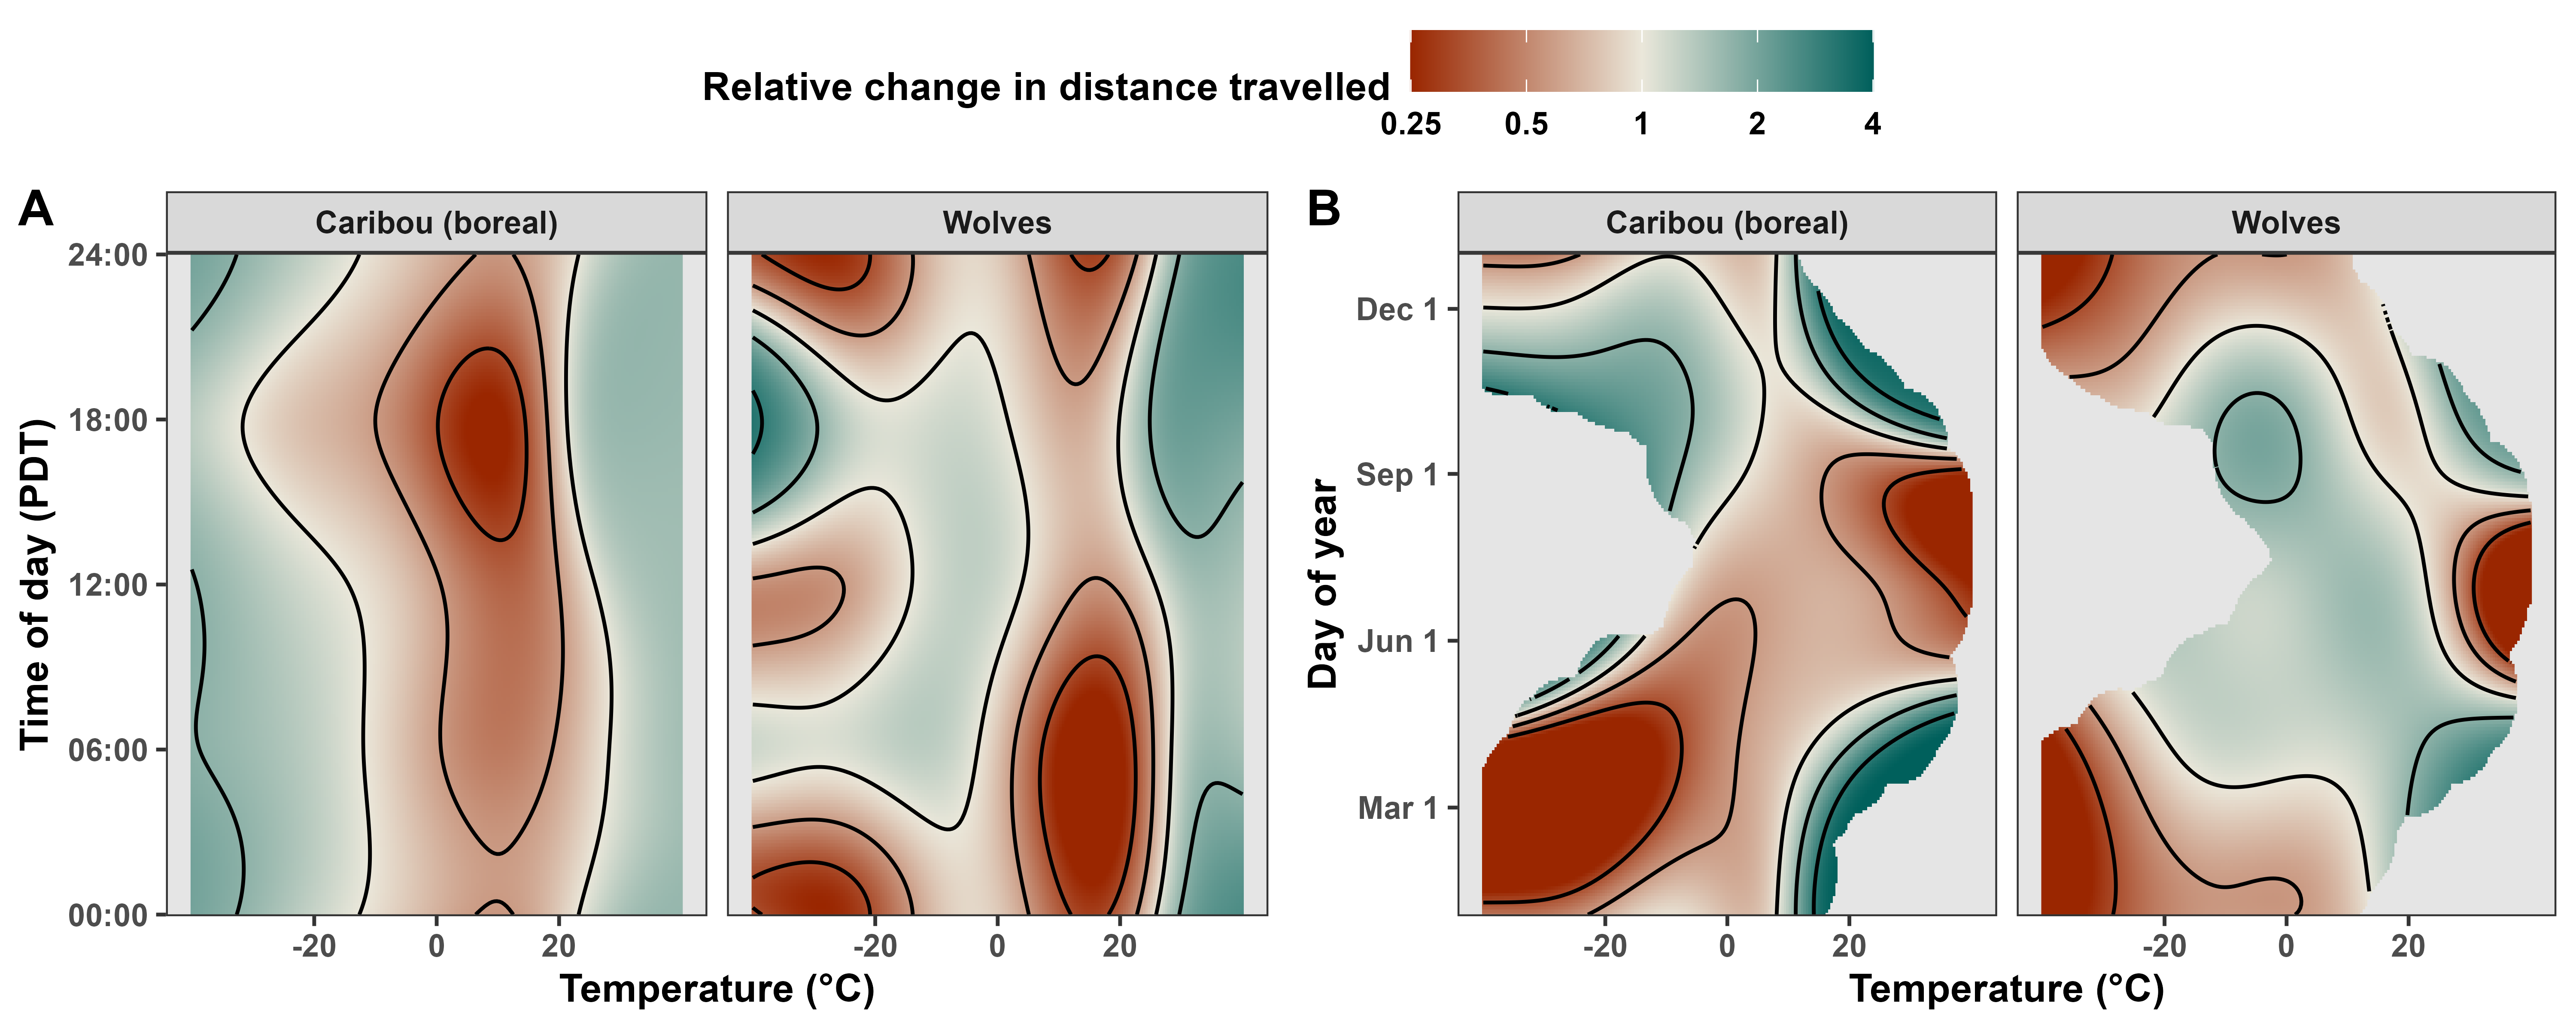 Relative change in distance travelled
0.25 0.5 1 2 4
A
Caribou (boreal)
Wolves
Time of day (PDT)
24:00
18:00
12:00
06:00
00:00
-20 0 20
-20 0 20
Temperature (°C)
B
Caribou (boreal)
Wolves
Day of year
Dec 1
Sep 1
Jun 1
Mar 1
-20 0 20
-20 0 20
Temperature (°C)